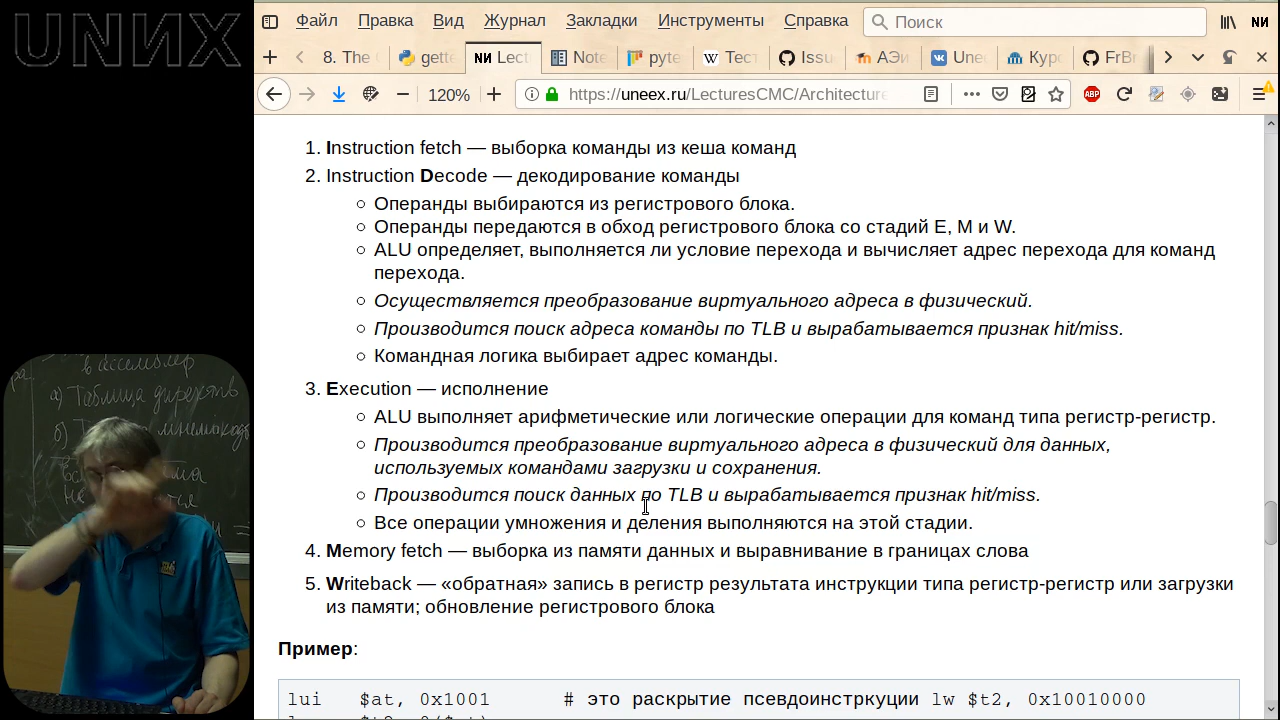 UNИX
Файл Правка Вид Журнал Закладки Инструменты Справка Поиск
8. The gett Lect Note pyte Тест Issu АЭи Une Кур FrBr
120% https://uneex.ru/LecturesCMC/Architecture
1. Instruction fetch — выборка команды из кеша команд
2. Instruction Decode — декодирование команды
Операнды выбираются из регистрового блока.
Операнды передаются в обход регистрового блока со стадий E, M и W.
ALU определяет, выполняется ли условие перехода и вычисляет адрес перехода для команд
перехода.
Осуществляется преобразование виртуального адреса в физический.
Производится поиск адреса команды по TLB и вырабатывается признак hit/miss.
Командная логика выбирает адрес команды.
3. Execution — исполнение
ALU выполняет арифметические или логические операции для команд типа регистр-регистр.
Производится преобразование виртуального адреса в физический для данных,
используемых командами загрузки и сохранения.
Производится поиск данных по TLB и вырабатывается признак hit/miss.
Все операции умножения и деления выполняются на этой стадии.
4. Memory fetch — выборка из памяти данных и выравнивание в границах слова
5. Writeback — «обратная» запись в регистр результата инструкции типа регистр-регистр или загрузки
из памяти; обновление регистрового блока
Пример:
lui $at, 0x1001 # это раскрытие псевдоинстркуции lw $t2, 0x10010000
в ассемблер
а) Таблица директив
б)